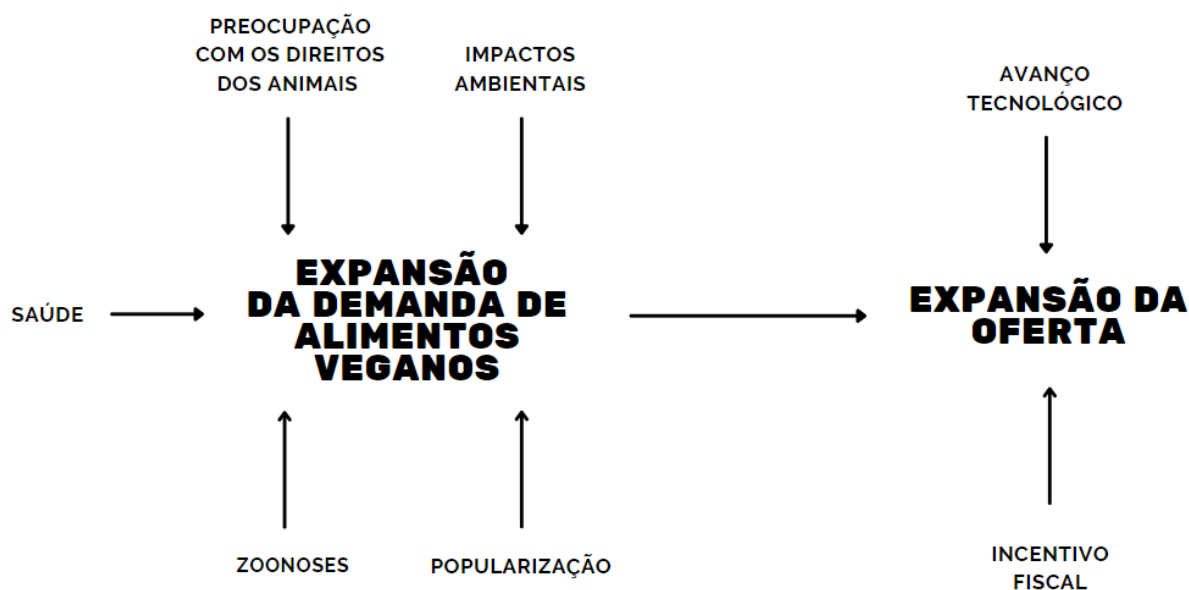 PREOCUPAÇÃO
COM OS DIREITOS
DOS ANIMAIS
IMPACTOS
AMBIENTAIS
AVANÇO
TECNOLÓGICO
SAÚDE
EXPANSÃO
DA DEMANDA DE
ALIMENTOS
VEGANOS
EXPANSÃO DA
OFERTA
ZOONOSES
POPULARIZAÇÃO
INCENTIVO
FISCAL